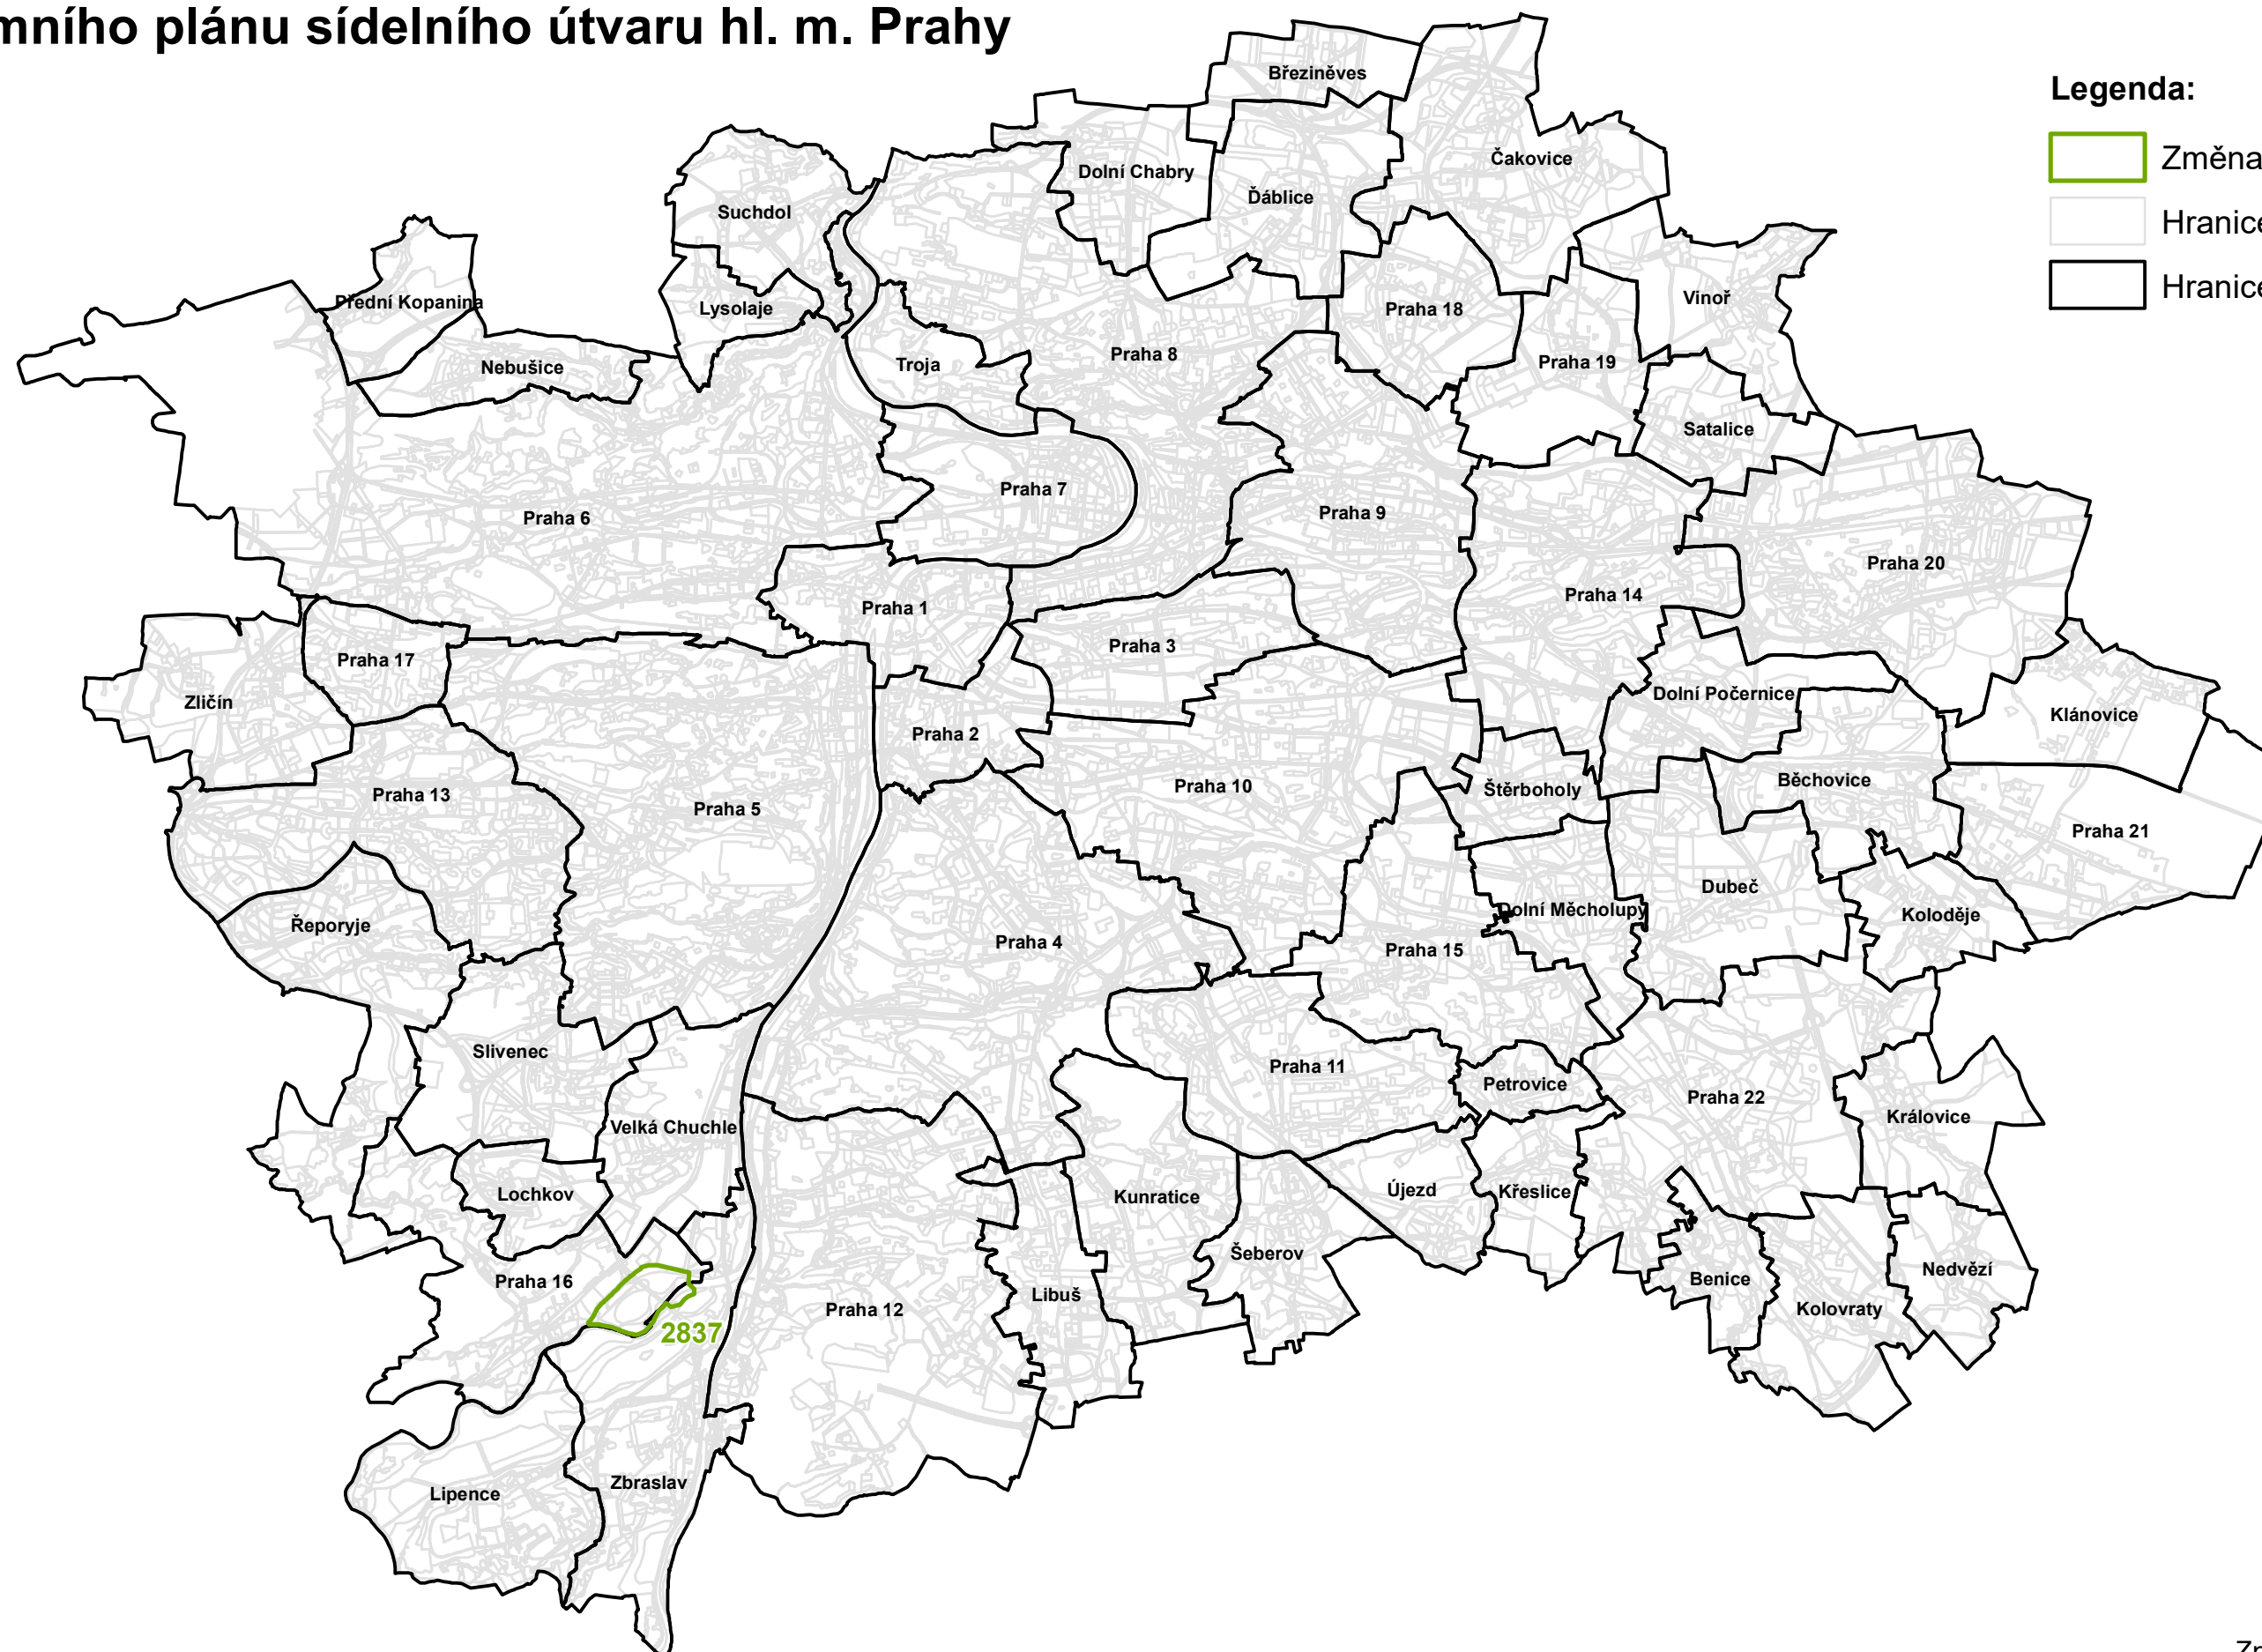 mního plánu sídelního útvaru hl. m. Prahy
Legenda:
Změna
Hranice
Hranice
Březiněves
Dolní Chabry
Ďáblice
Čakovice
Suchdol
Přední Kopanina
Lysolaje
Nebušice
Troja
Praha 8
Praha 18
Praha 19
Vinoř
Satalice
Praha 6
Praha 7
Praha 9
Praha 20
Praha 14
Praha 1
Praha 3
Praha 17
Zličín
Praha 2
Dolní Počernice
Klánovice
Praha 13
Praha 5
Praha 10
Štěrboholy
Běchovice
Praha 21
Řeporyje
Praha 4
Praha 15
Dolní Měcholupy
Dubeč
Koloděje
Slivenec
Praha 11
Petrovice
Praha 22
Královice
Velká Chuchle
Lochkov
Kunratice
Újezd
Křeslice
Praha 16
Šeberov
Benice
Nedvězí
Libuš
Praha 12
Kolovraty
2837
Lipence
Zbraslav